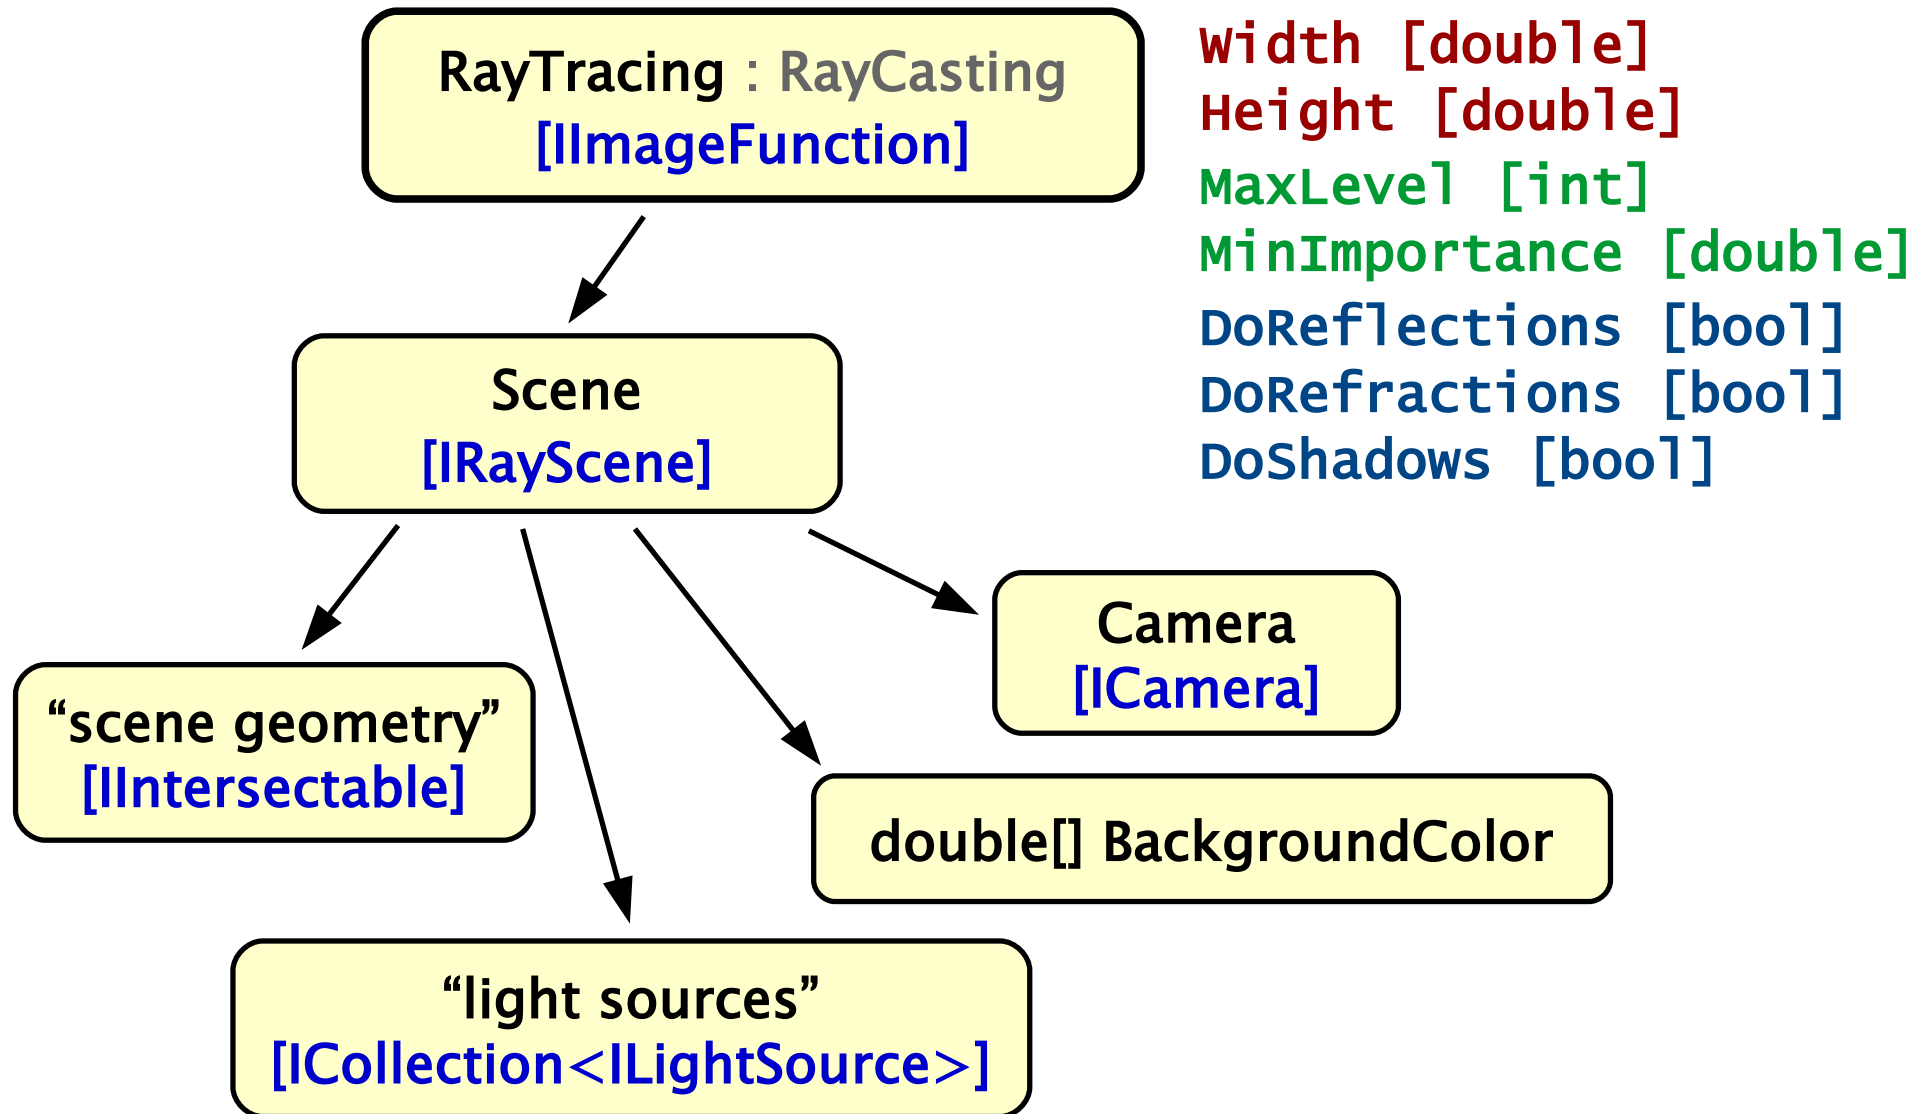 RayTracing : RayCasting
[IImageFunction]
Width [double]
Height [double]
MaxLevel [int]
MinImportance [double]
DoReflections [bool]
DoRefractions [bool]
DoShadows [bool]
Scene
[IRayScene]
Camera
[ICamera]
“scene geometry”
[IIntersectable]
double[] BackgroundColor
“light sources”
[ICollection<ILightSource>]